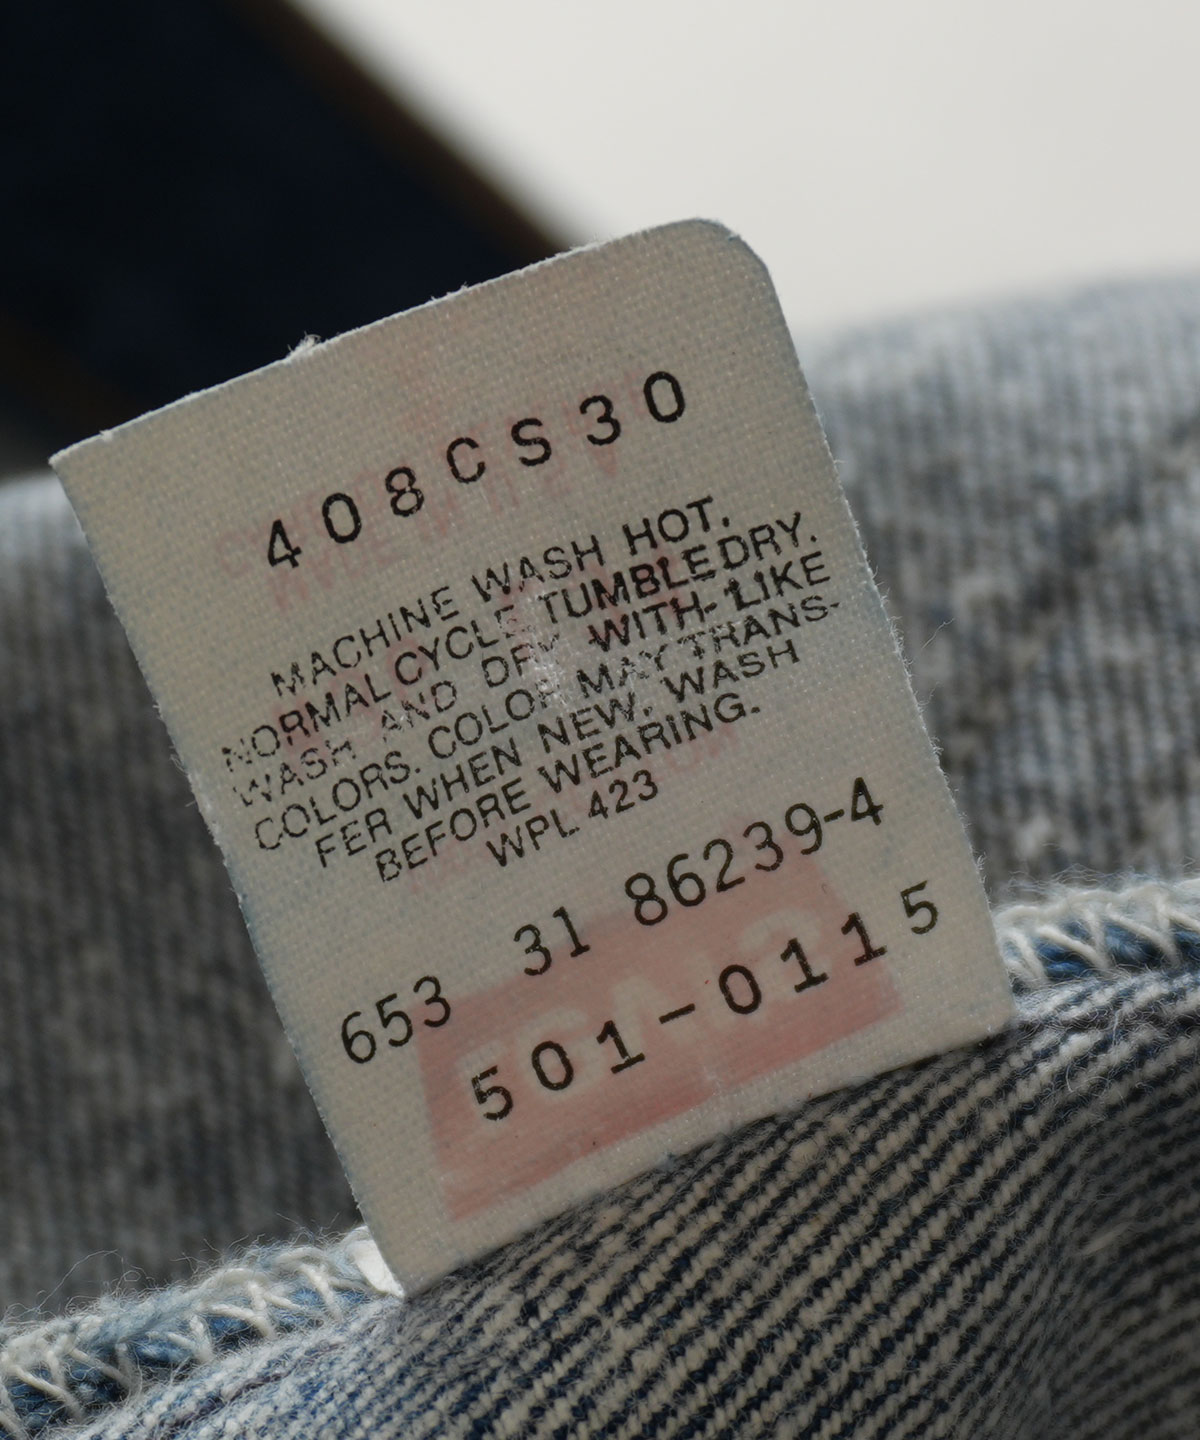 408CS30
MACHINE WASH HOT.
NORMAL CYCLE TUMBLE DRY.
WASH AND DRY WITH LIKE
COLORS. COLOR MAY TRANS-
FER WHEN NEW. WASH
BEFORE WEARING.
WPL 423
653 31 86239-4
501-0115